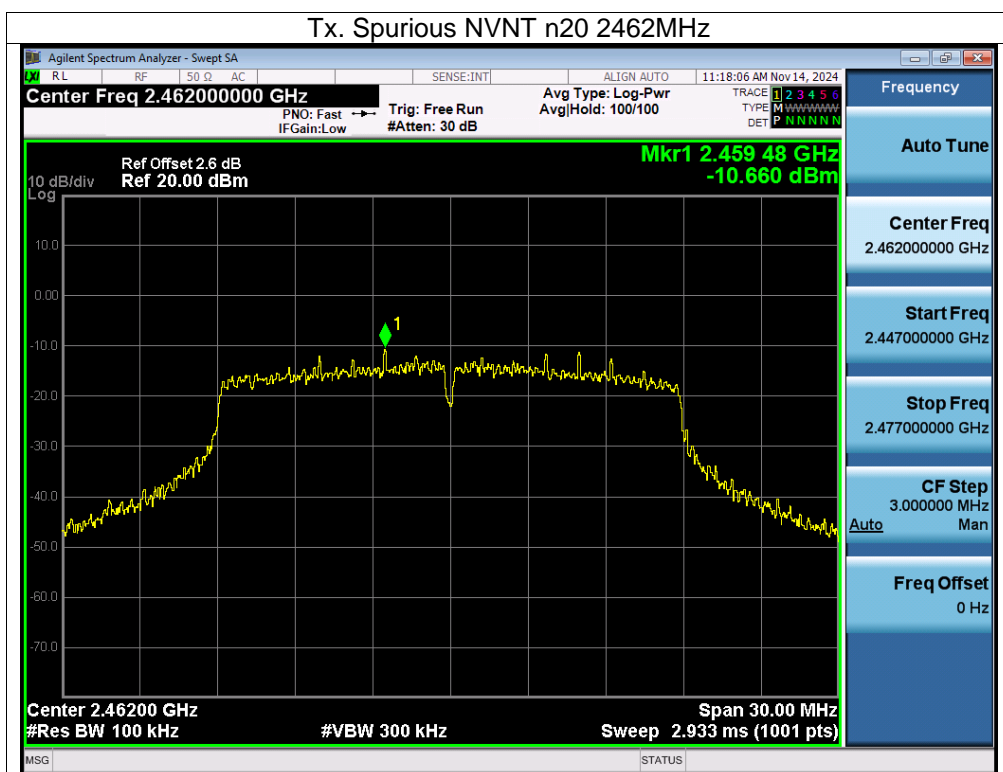 Tx. Spurious NVNT n20 2462MHz
Agilent Spectrum Analyzer - Swept SA
LXI RL RF 50 Ω AC SENSE:INT ALIGN AUTO 11:18:06 AM Nov 14, 2024
Center Freq 2.462000000 GHz
PNO: Fast
IFGain:Low
Trig: Free Run
#Atten: 30 dB
Avg Type: Log-Pwr
Avg|Hold: 100/100
TRACE 1 2 3 4 5 6
TYPE M WWWWW
DET P N N N N N
Mkr1 2.459 48 GHz
-10.660 dBm
Ref Offset 2.6 dB
10 dB/div Ref 20.00 dBm
Log
10.0
0.00
-10.0
-20.0
-30.0
-40.0
-50.0
-60.0
-70.0
1
Center 2.46200 GHz Span 30.00 MHz
#Res BW 100 kHz #VBW 300 kHz Sweep 2.933 ms (1001 pts)
MSG STATUS
Frequency
Auto Tune
Center Freq
2.462000000 GHz
Start Freq
2.447000000 GHz
Stop Freq
2.477000000 GHz
CF Step
3.000000 MHz
Auto Man
Freq Offset
0 Hz